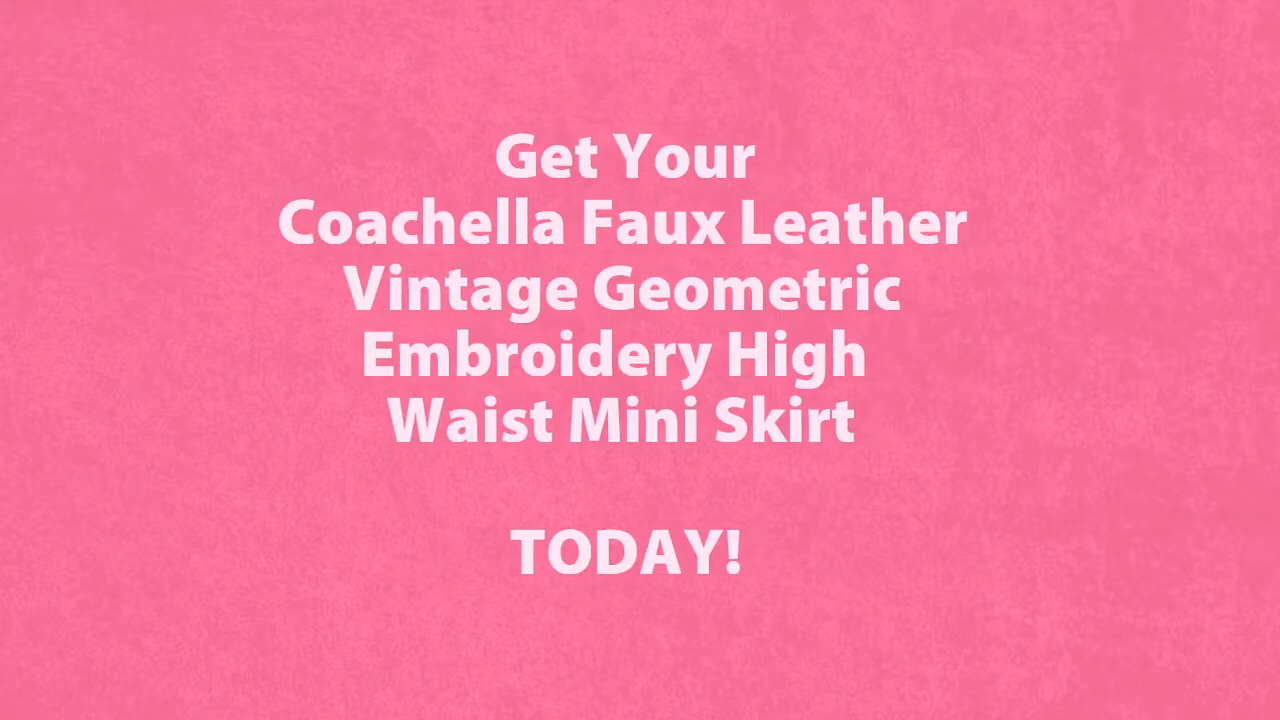 Get Your
Coachella Faux Leather
Vintage Geometric
Embroidery High
Waist Mini Skirt
TODAY!